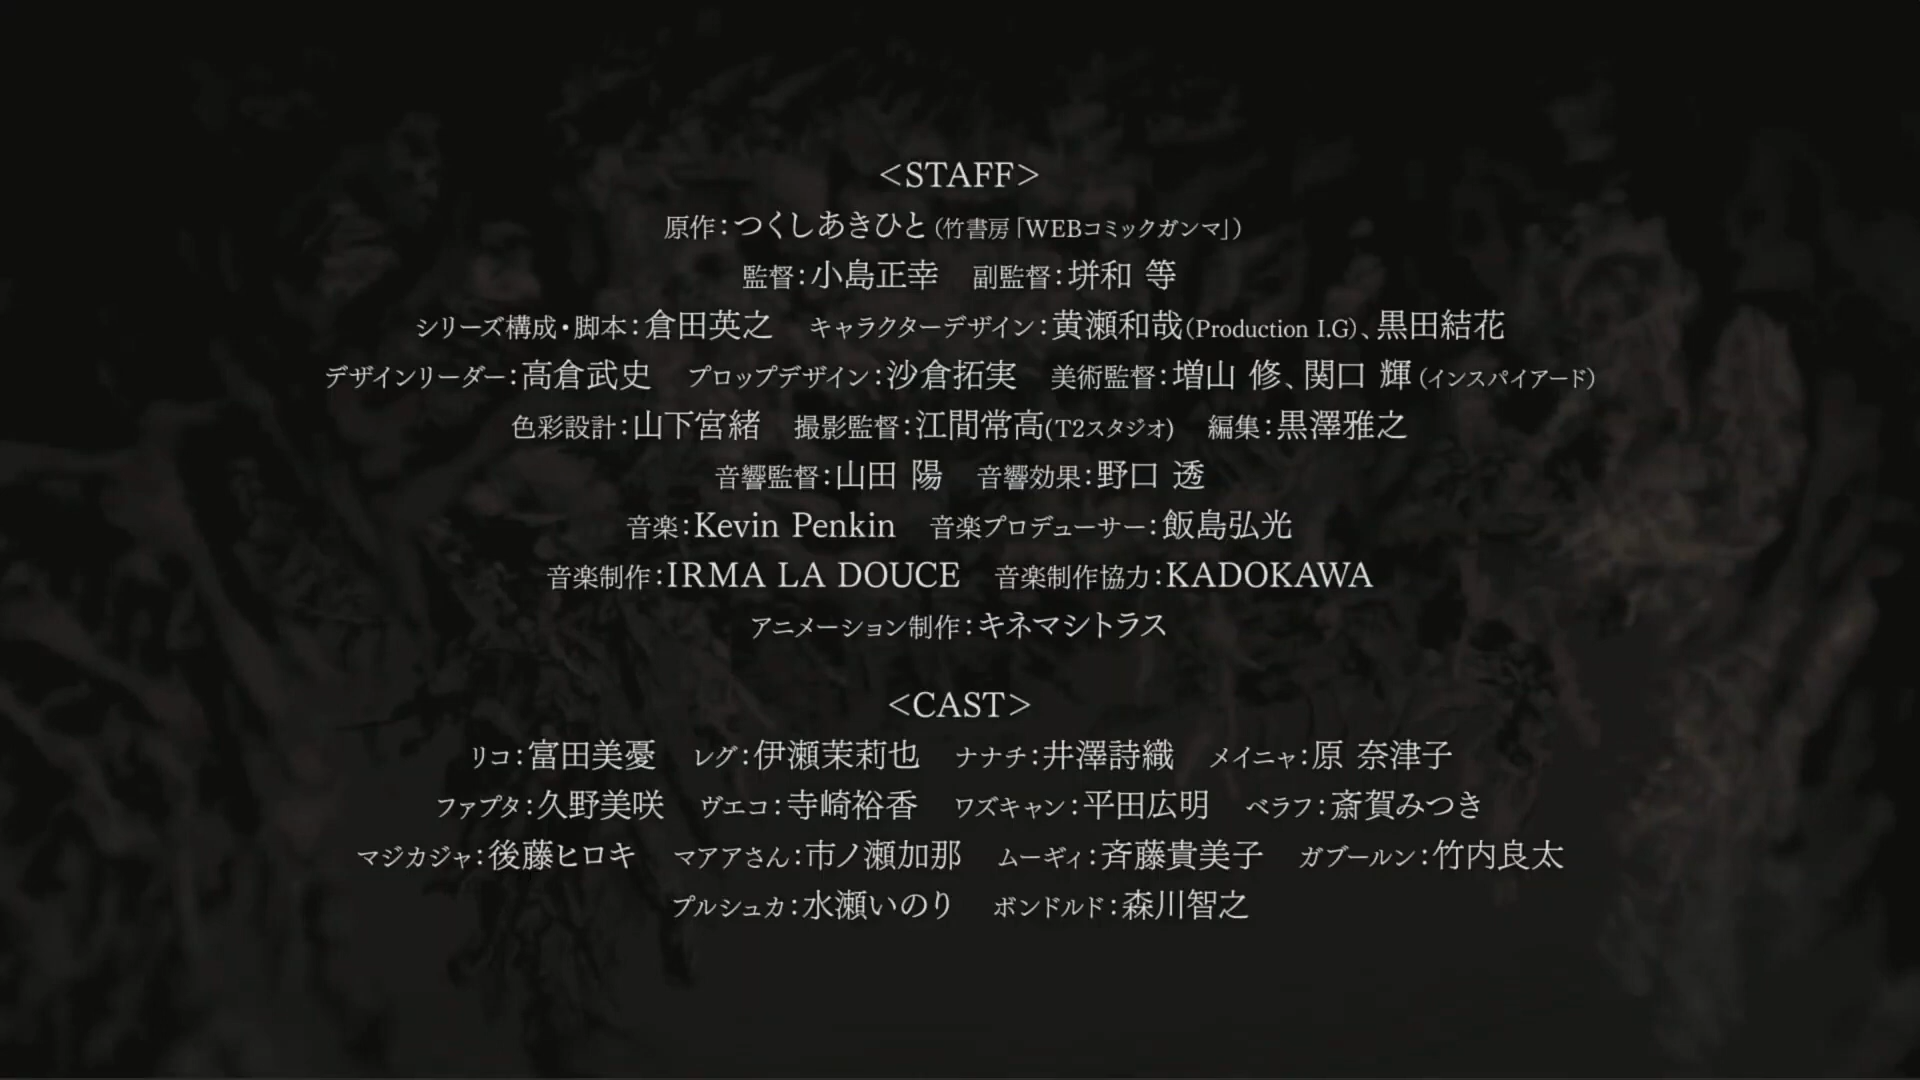 <STAFF>
原作：つくしあきひと（竹書房「WEBコミックガンマ」）
監督：小島正幸　副監督：垪和 等
シリーズ構成・脚本：倉田英之　キャラクターデザイン：黄瀬和哉（Production I.G）、黒田結花
デザインリーダー：高倉武史　プロップデザイン：沙倉拓実　美術監督：増山 修、関口 輝（インスパイアード）
色彩設計：山下宮緒　撮影監督：江間常高(T2スタジオ)　編集：黒澤雅之
音響監督：山田 陽　音響効果：野口 透
音楽：Kevin Penkin　音楽プロデューサー：飯島弘光
音楽制作：IRMA LA DOUCE　音楽制作協力：KADOKAWA
アニメーション制作：キネマシトラス
<CAST>
リコ：富田美憂　レグ：伊瀬茉莉也　ナナチ：井澤詩織　メイニャ：原 奈津子
ファプタ：久野美咲　ヴエコ：寺崎裕香　ワズキャン：平田広明　ベラフ：斎賀みつき
マジカジャ：後藤ヒロキ　マアアさん：市ノ瀬加那　ムーギィ：斉藤貴美子　ガブールン：竹内良太
プルシュカ：水瀬いのり　ボンドルド：森川智之